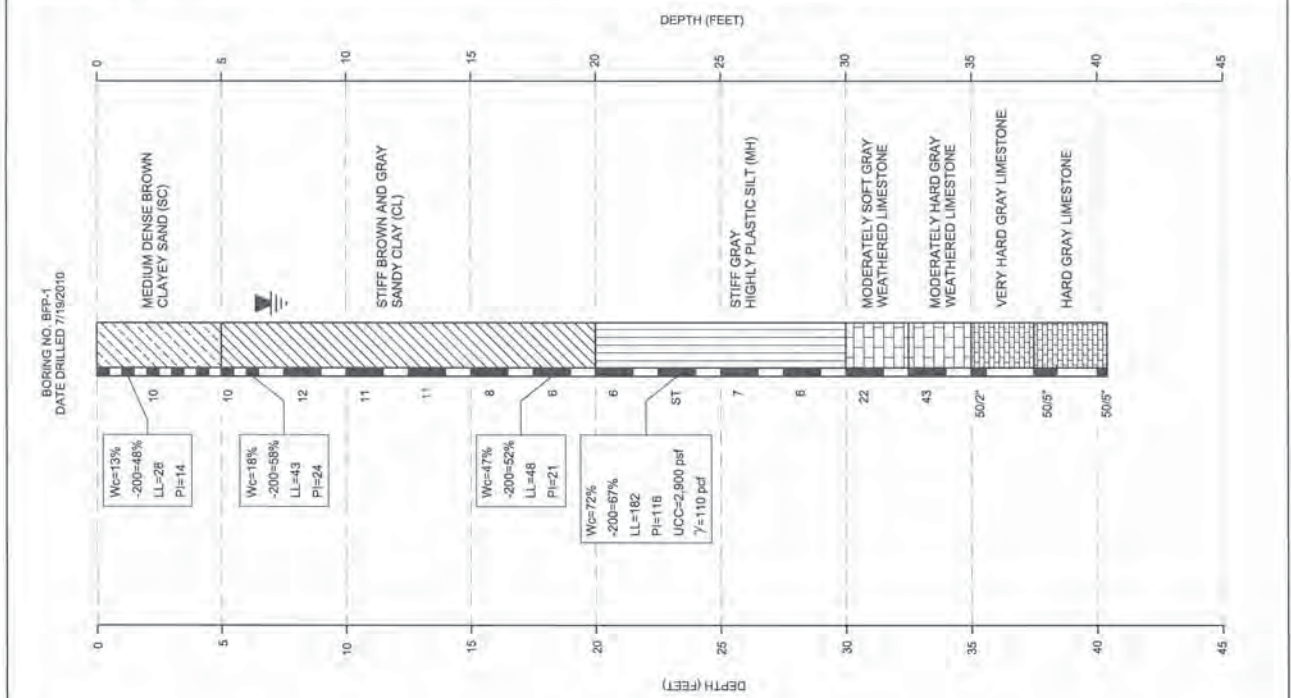 BORING NO. BFP-1
DATE DRILLED 7/19/2010
DEPTH (FEET)
0
5
10
15
20
25
30
35
40
45
Wc=13%
-200=48%
LL=28
PI=14
Wc=18%
-200=58%
LL=43
PI=24
Wc=47%
-200=52%
LL=48
PI=21
Wc=72%
-200=67%
LL=182
PI=116
UCC=2,900 psf
γ=110 pcf
10
10
12
11
11
8
6
6
ST
7
6
22
43
50/2"
50/5"
50/5"
MEDIUM DENSE BROWN
CLAYEY SAND (SC)
STIFF BROWN AND GRAY
SANDY CLAY (CL)
STIFF GRAY
HIGHLY PLASTIC SILT (MH)
MODERATELY SOFT GRAY
WEATHERED LIMESTONE
MODERATELY HARD GRAY
WEATHERED LIMESTONE
VERY HARD GRAY LIMESTONE
HARD GRAY LIMESTONE
0
5
10
15
20
25
30
35
40
45
DEPTH (FEET)